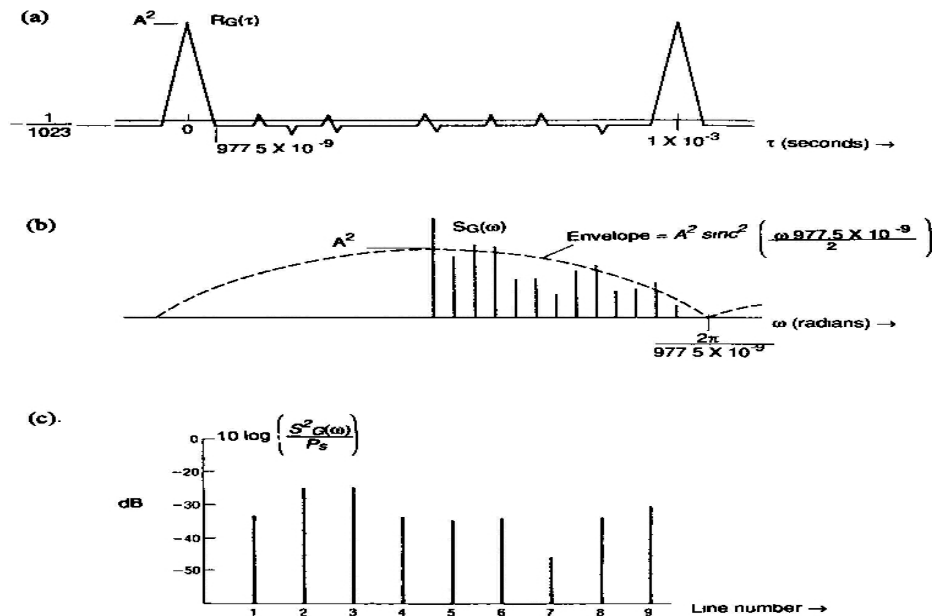 (a)
A² R_G(τ)
- 1/1023
0
977 5 X 10⁻⁹
1 X 10⁻³
τ (seconds) →
(b)
S_G(ω)
A²
Envelope = A² sinc² (ω 977.5 X 10⁻⁹ / 2)
ω (radians) →
2π / 977 5 X 10⁻⁹
(c).
10 log (S²G(ω) / P_s)
0
-20
dB
-30
-40
-50
1 2 3 4 5 6 7 8 9
Line number →